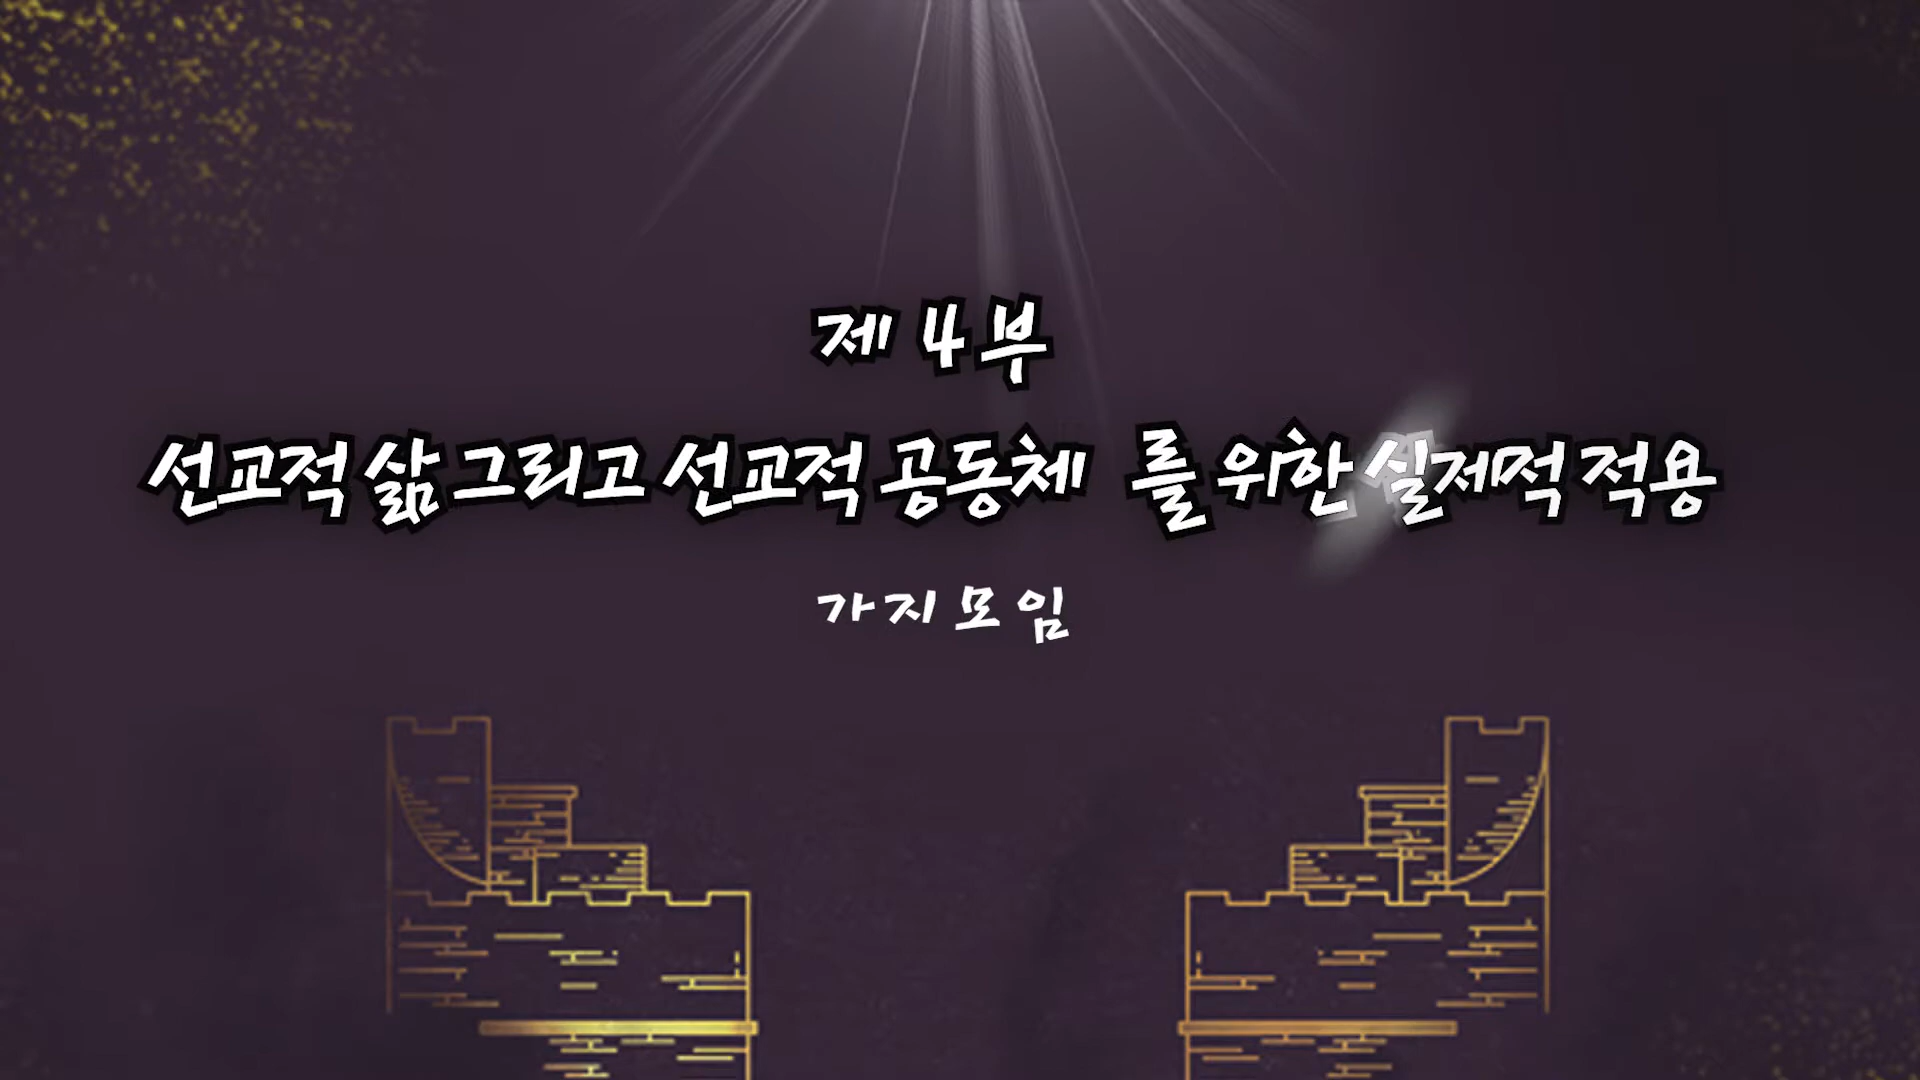 제 4 부
선교적 삶 그리고 선교적 공동체 를 위한 실제적 적용
가지 모임